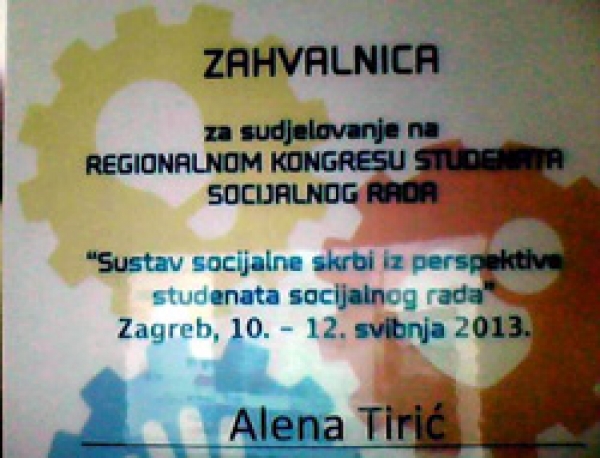 ZAHVALNICA
za sudjelovanje na
REGIONALNOM KONGRESU STUDENATA
SOCIJALNOG RADA
"Sustav socijalne skrbi iz perspektive
studenata socijalnog rada"
Zagreb, 10. - 12. svibnja 2013.
Alena Tirić